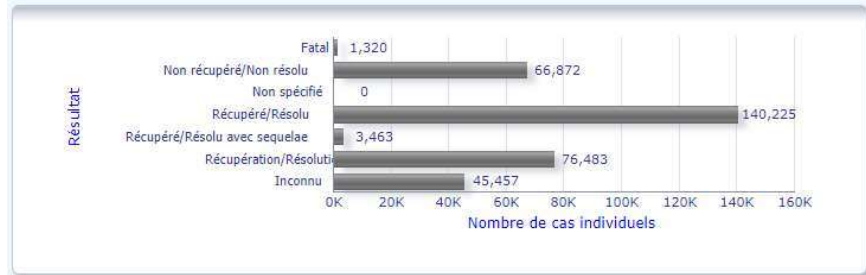 Fatal 1,320
Non récupéré/Non résolu 66,872
Non spécifié 0
Récupéré/Résolu 140,225
Récupéré/Résolu avec sequelae 3,463
Récupération/Résoluti 76,483
Inconnu 45,457
Résultat
0K 20K 40K 60K 80K 100K 120K 140K 160K
Nombre de cas individuels